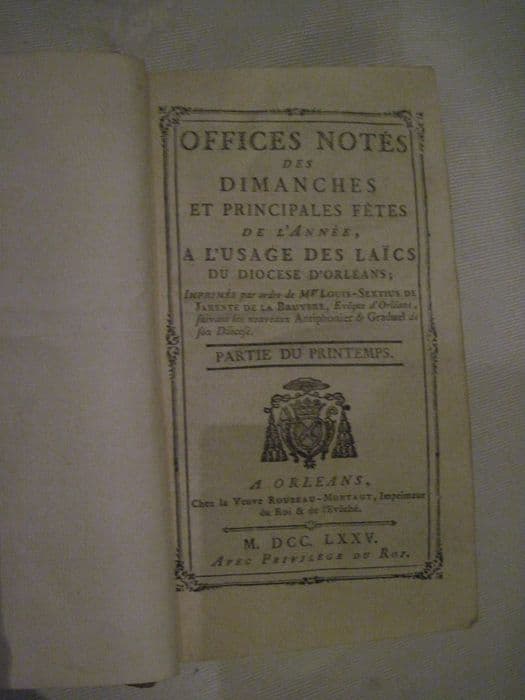 OFFICES NOTÉS
DES
DIMANCHES
ET PRINCIPALES FÊTES
DE L'ANNÉE,
A L'USAGE DES LAÏCS
DU DIOCESE D'ORLÉANS;
IMPRIMÉS par ordre de Mgr LOUIS-SEXTIUS DE
JARENTE DE LA BRUYERE, Evêque d'Orléans,
suivant les nouveaux Antiphonier & Graduel de
son Diocese.
PARTIE DU PRINTEMPS.
A ORLEANS,
Chez la Veuve ROUZEAU-MONTAUT, Imprimeur
du Roi & de l'Evêché.
M. DCC. LXXV.
AVEC PRIVILEGE DU ROI.